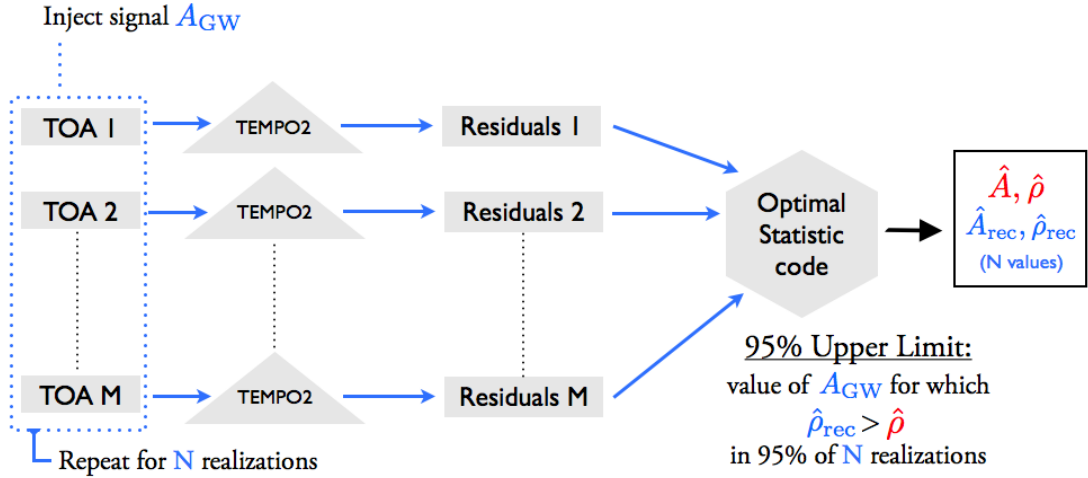 Inject signal A_GW
TOA 1
TEMPO2
Residuals 1
TOA 2
TEMPO2
Residuals 2
Optimal
Statistic
code
Â, ρ̂
Â_rec, ρ̂_rec
(N values)
TOA M
TEMPO2
Residuals M
95% Upper Limit:
value of A_GW for which
ρ̂_rec > ρ̂
in 95% of N realizations
Repeat for N realizations